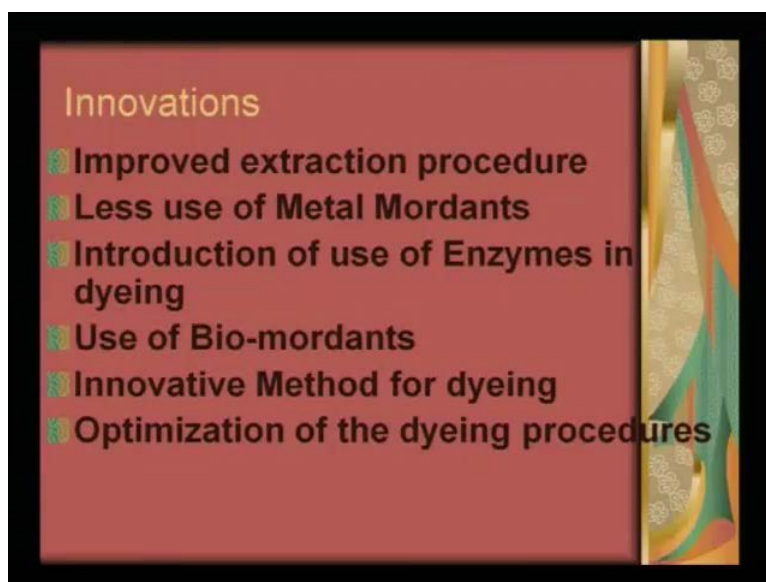 Innovations
Improved extraction procedure
Less use of Metal Mordants
Introduction of use of Enzymes in
dyeing
Use of Bio-mordants
Innovative Method for dyeing
Optimization of the dyeing procedures